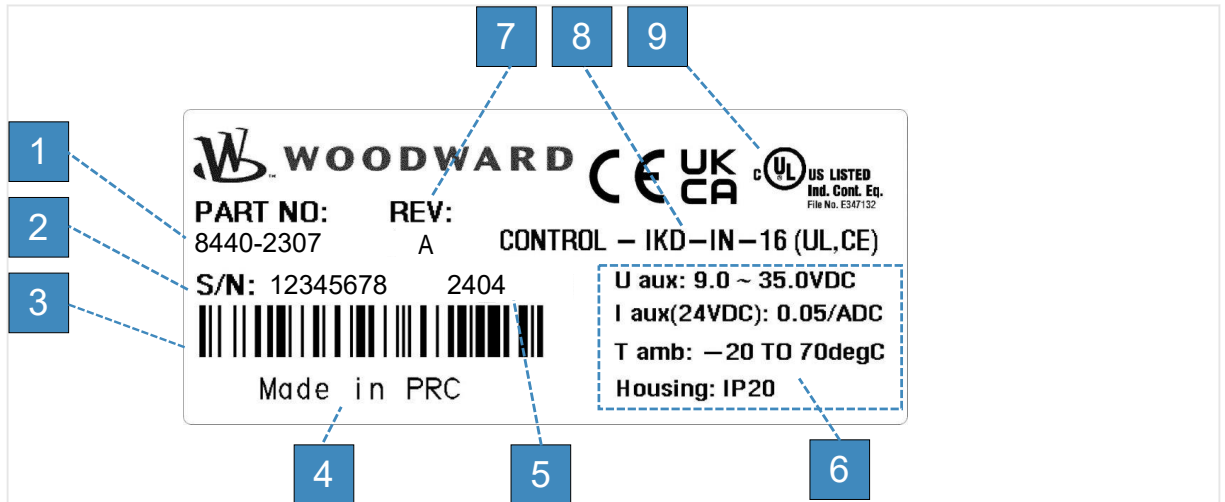 7 8 9
1
2
3
4
5
6
W. WOODWARD
CE UK CA
C UL US LISTED
Ind. Cont. Eq.
File No. E347132
PART NO: REV:
8440-2307 A
CONTROL – IKD–IN–16 (UL,CE)
S/N: 12345678 2404
Made in PRC
U aux: 9.0 ~ 35.0VDC
I aux(24VDC): 0.05/ADC
T amb: –20 TO 70degC
Housing: IP20